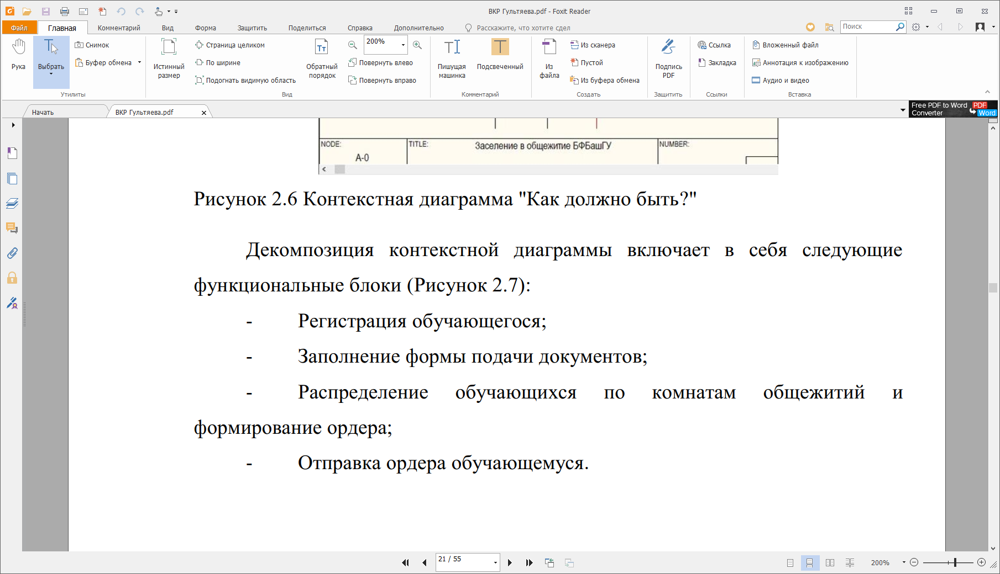 ВКР Гультяева.pdf - Foxit Reader
Файл Главная Комментарий Вид Форма Защитить Поделиться Справка Дополнительно Расскажите, что хотите сдел Поиск
Рука
Выбрать
Снимок
Буфер обмена
Утилиты
Истинный размер
Страница целиком
По ширине
Подогнать видимую область
Обратный порядок
200%
Повернуть влево
Повернуть вправо
Вид
Пишущая машинка
Подсвеченный
Комментарий
Из файла
Из сканера
Пустой
Из буфера обмена
Создать
Подпись PDF
Защитить
Ссылка
Закладка
Ссылки
Вложенный файл
Аннотация к изображению
Аудио и видео
Вставка
Начать ВКР Гультяева.pdf
Free PDF to Word Converter
PDF
Word
NODE: TITLE: Заселение в общежитие БФБашГУ NUMBER:
A-0
Рисунок 2.6 Контекстная диаграмма "Как должно быть?"
Декомпозиция контекстной диаграммы включает в себя следующие
функциональные блоки (Рисунок 2.7):
- Регистрация обучающегося;
- Заполнение формы подачи документов;
- Распределение обучающихся по комнатам общежитий и
формирование ордера;
- Отправка ордера обучающемуся.
21 / 55
200%